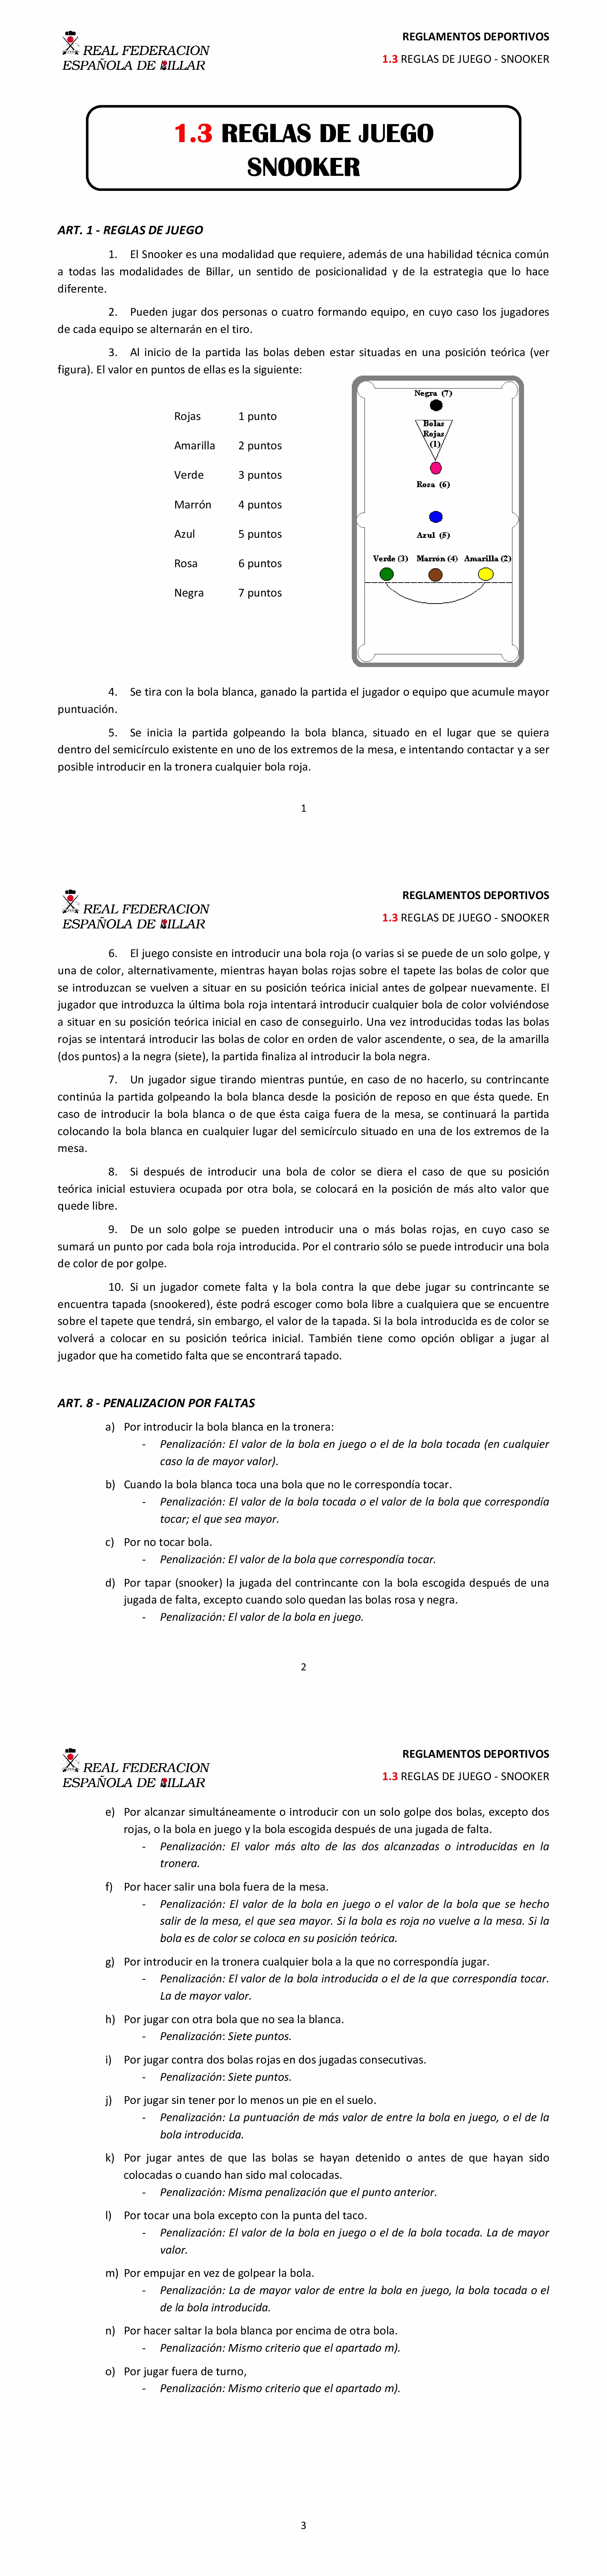 REAL FEDERACION
ESPAÑOLA DE BILLAR
REGLAMENTOS DEPORTIVOS
1.3 REGLAS DE JUEGO - SNOOKER
1.3 REGLAS DE JUEGO
SNOOKER
ART. 1 - REGLAS DE JUEGO
1. El Snooker es una modalidad que requiere, además de una habilidad técnica común
a todas las modalidades de Billar, un sentido de posicionalidad y de la estrategia que lo hace
diferente.
2. Pueden jugar dos personas o cuatro formando equipo, en cuyo caso los jugadores
de cada equipo se alternarán en el tiro.
3. Al inicio de la partida las bolas deben estar situadas en una posición teórica (ver
figura). El valor en puntos de ellas es la siguiente:
Rojas 1 punto
Amarilla 2 puntos
Verde 3 puntos
Marrón 4 puntos
Azul 5 puntos
Rosa 6 puntos
Negra 7 puntos
Negra (7)
Bolas
Rojas
(1)
Rosa (6)
Azul (5)
Verde (3) Marrón (4) Amarilla (2)
4. Se tira con la bola blanca, ganado la partida el jugador o equipo que acumule mayor
puntuación.
5. Se inicia la partida golpeando la bola blanca, situado en el lugar que se quiera
dentro del semicírculo existente en uno de los extremos de la mesa, e intentando contactar y a ser
posible introducir en la tronera cualquier bola roja.
1
REAL FEDERACION
ESPAÑOLA DE BILLAR
REGLAMENTOS DEPORTIVOS
1.3 REGLAS DE JUEGO - SNOOKER
6. El juego consiste en introducir una bola roja (o varias si se puede de un solo golpe, y
una de color, alternativamente, mientras hayan bolas rojas sobre el tapete las bolas de color que
se introduzcan se vuelven a situar en su posición teórica inicial antes de golpear nuevamente. El
jugador que introduzca la última bola roja intentará introducir cualquier bola de color volviéndose
a situar en su posición teórica inicial en caso de conseguirlo. Una vez introducidas todas las bolas
rojas se intentará introducir las bolas de color en orden de valor ascendente, o sea, de la amarilla
(dos puntos) a la negra (siete), la partida finaliza al introducir la bola negra.
7. Un jugador sigue tirando mientras puntúe, en caso de no hacerlo, su contrincante
continúa la partida golpeando la bola blanca desde la posición de reposo en que ésta quede. En
caso de introducir la bola blanca o de que ésta caiga fuera de la mesa, se continuará la partida
colocando la bola blanca en cualquier lugar del semicírculo situado en una de los extremos de la
mesa.
8. Si después de introducir una bola de color se diera el caso de que su posición
teórica inicial estuviera ocupada por otra bola, se colocará en la posición de más alto valor que
quede libre.
9. De un solo golpe se pueden introducir una o más bolas rojas, en cuyo caso se
sumará un punto por cada bola roja introducida. Por el contrario sólo se puede introducir una bola
de color de por golpe.
10. Si un jugador comete falta y la bola contra la que debe jugar su contrincante se
encuentra tapada (snookered), éste podrá escoger como bola libre a cualquiera que se encuentre
sobre el tapete que tendrá, sin embargo, el valor de la tapada. Si la bola introducida es de color se
volverá a colocar en su posición teórica inicial. También tiene como opción obligar a jugar al
jugador que ha cometido falta que se encontrará tapado.
ART. 8 - PENALIZACION POR FALTAS
a) Por introducir la bola blanca en la tronera:
- Penalización: El valor de la bola en juego o el de la bola tocada (en cualquier
caso la de mayor valor).
b) Cuando la bola blanca toca una bola que no le correspondía tocar.
- Penalización: El valor de la bola tocada o el valor de la bola que correspondía
tocar; el que sea mayor.
c) Por no tocar bola.
- Penalización: El valor de la bola que correspondía tocar.
d) Por tapar (snooker) la jugada del contrincante con la bola escogida después de una
jugada de falta, excepto cuando solo quedan las bolas rosa y negra.
- Penalización: El valor de la bola en juego.
2
REAL FEDERACION
ESPAÑOLA DE BILLAR
REGLAMENTOS DEPORTIVOS
1.3 REGLAS DE JUEGO - SNOOKER
e) Por alcanzar simultáneamente o introducir con un solo golpe dos bolas, excepto dos
rojas, o la bola en juego y la bola escogida después de una jugada de falta.
- Penalización: El valor más alto de las dos alcanzadas o introducidas en la
tronera.
f) Por hacer salir una bola fuera de la mesa.
- Penalización: El valor de la bola en juego o el valor de la bola que se hecho
salir de la mesa, el que sea mayor. Si la bola es roja no vuelve a la mesa. Si la
bola es de color se coloca en su posición teórica.
g) Por introducir en la tronera cualquier bola a la que no correspondía jugar.
- Penalización: El valor de la bola introducida o el de la que correspondía tocar.
La de mayor valor.
h) Por jugar con otra bola que no sea la blanca.
- Penalización: Siete puntos.
i) Por jugar contra dos bolas rojas en dos jugadas consecutivas.
- Penalización: Siete puntos.
j) Por jugar sin tener por lo menos un pie en el suelo.
- Penalización: La puntuación de más valor de entre la bola en juego, o el de la
bola introducida.
k) Por jugar antes de que las bolas se hayan detenido o antes de que hayan sido
colocadas o cuando han sido mal colocadas.
- Penalización: Misma penalización que el punto anterior.
l) Por tocar una bola excepto con la punta del taco.
- Penalización: El valor de la bola en juego o el de la bola tocada. La de mayor
valor.
m) Por empujar en vez de golpear la bola.
- Penalización: La de mayor valor de entre la bola en juego, la bola tocada o el
de la bola introducida.
n) Por hacer saltar la bola blanca por encima de otra bola.
- Penalización: Mismo criterio que el apartado m).
o) Por jugar fuera de turno,
- Penalización: Mismo criterio que el apartado m).
3